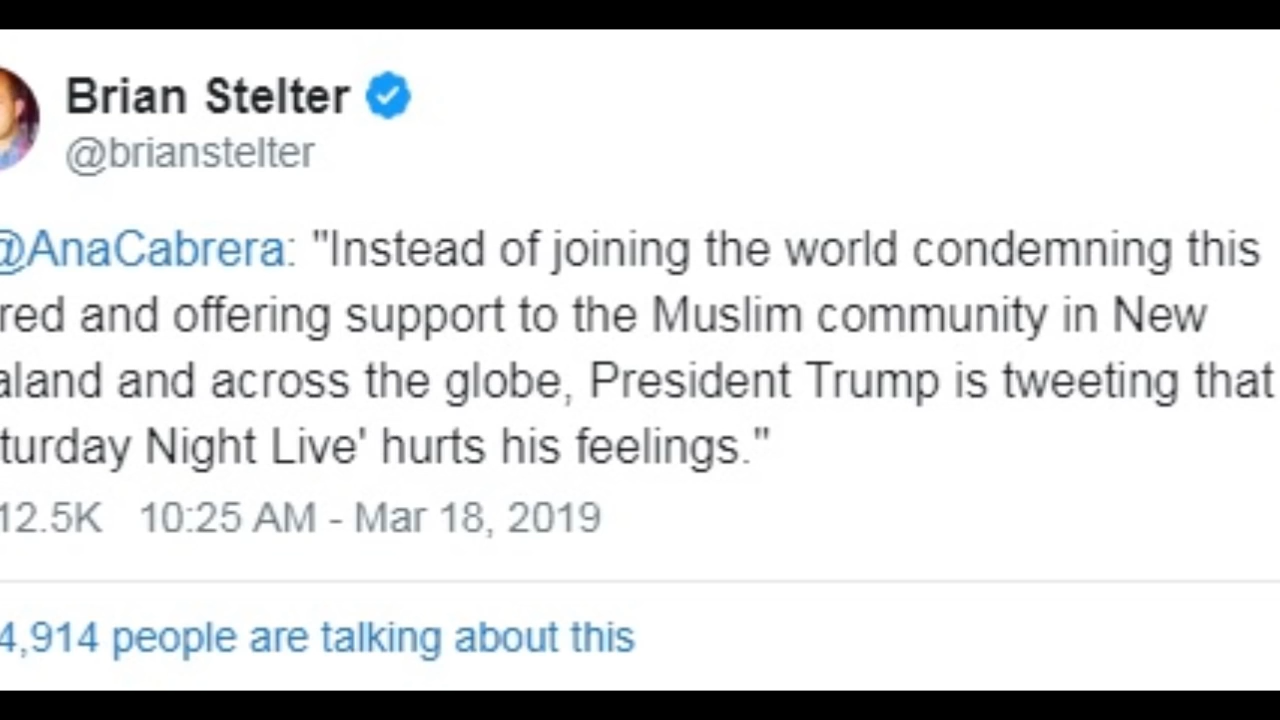 Brian Stelter
@brianstelter
@AnaCabrera: "Instead of joining the world condemning this
red and offering support to the Muslim community in New
aland and across the globe, President Trump is tweeting that
turday Night Live' hurts his feelings."
12.5K 10:25 AM - Mar 18, 2019
4,914 people are talking about this